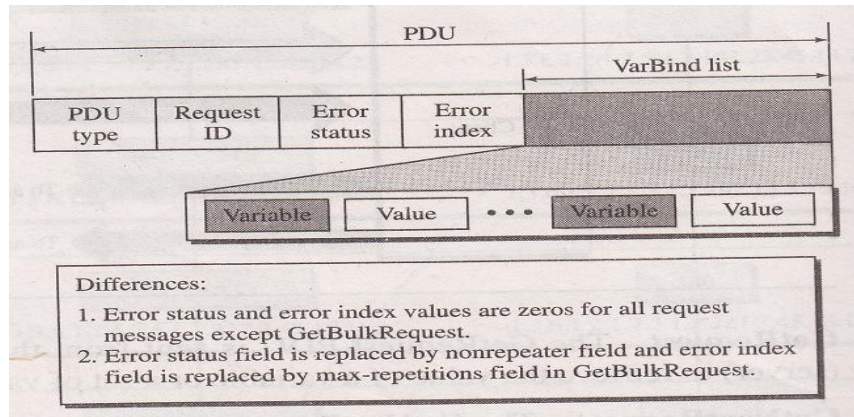 PDU
VarBind list
PDU type
Request ID
Error status
Error index
Variable
Value
• • •
Variable
Value
Differences:
1. Error status and error index values are zeros for all request
messages except GetBulkRequest.
2. Error status field is replaced by nonrepeater field and error index
field is replaced by max-repetitions field in GetBulkRequest.